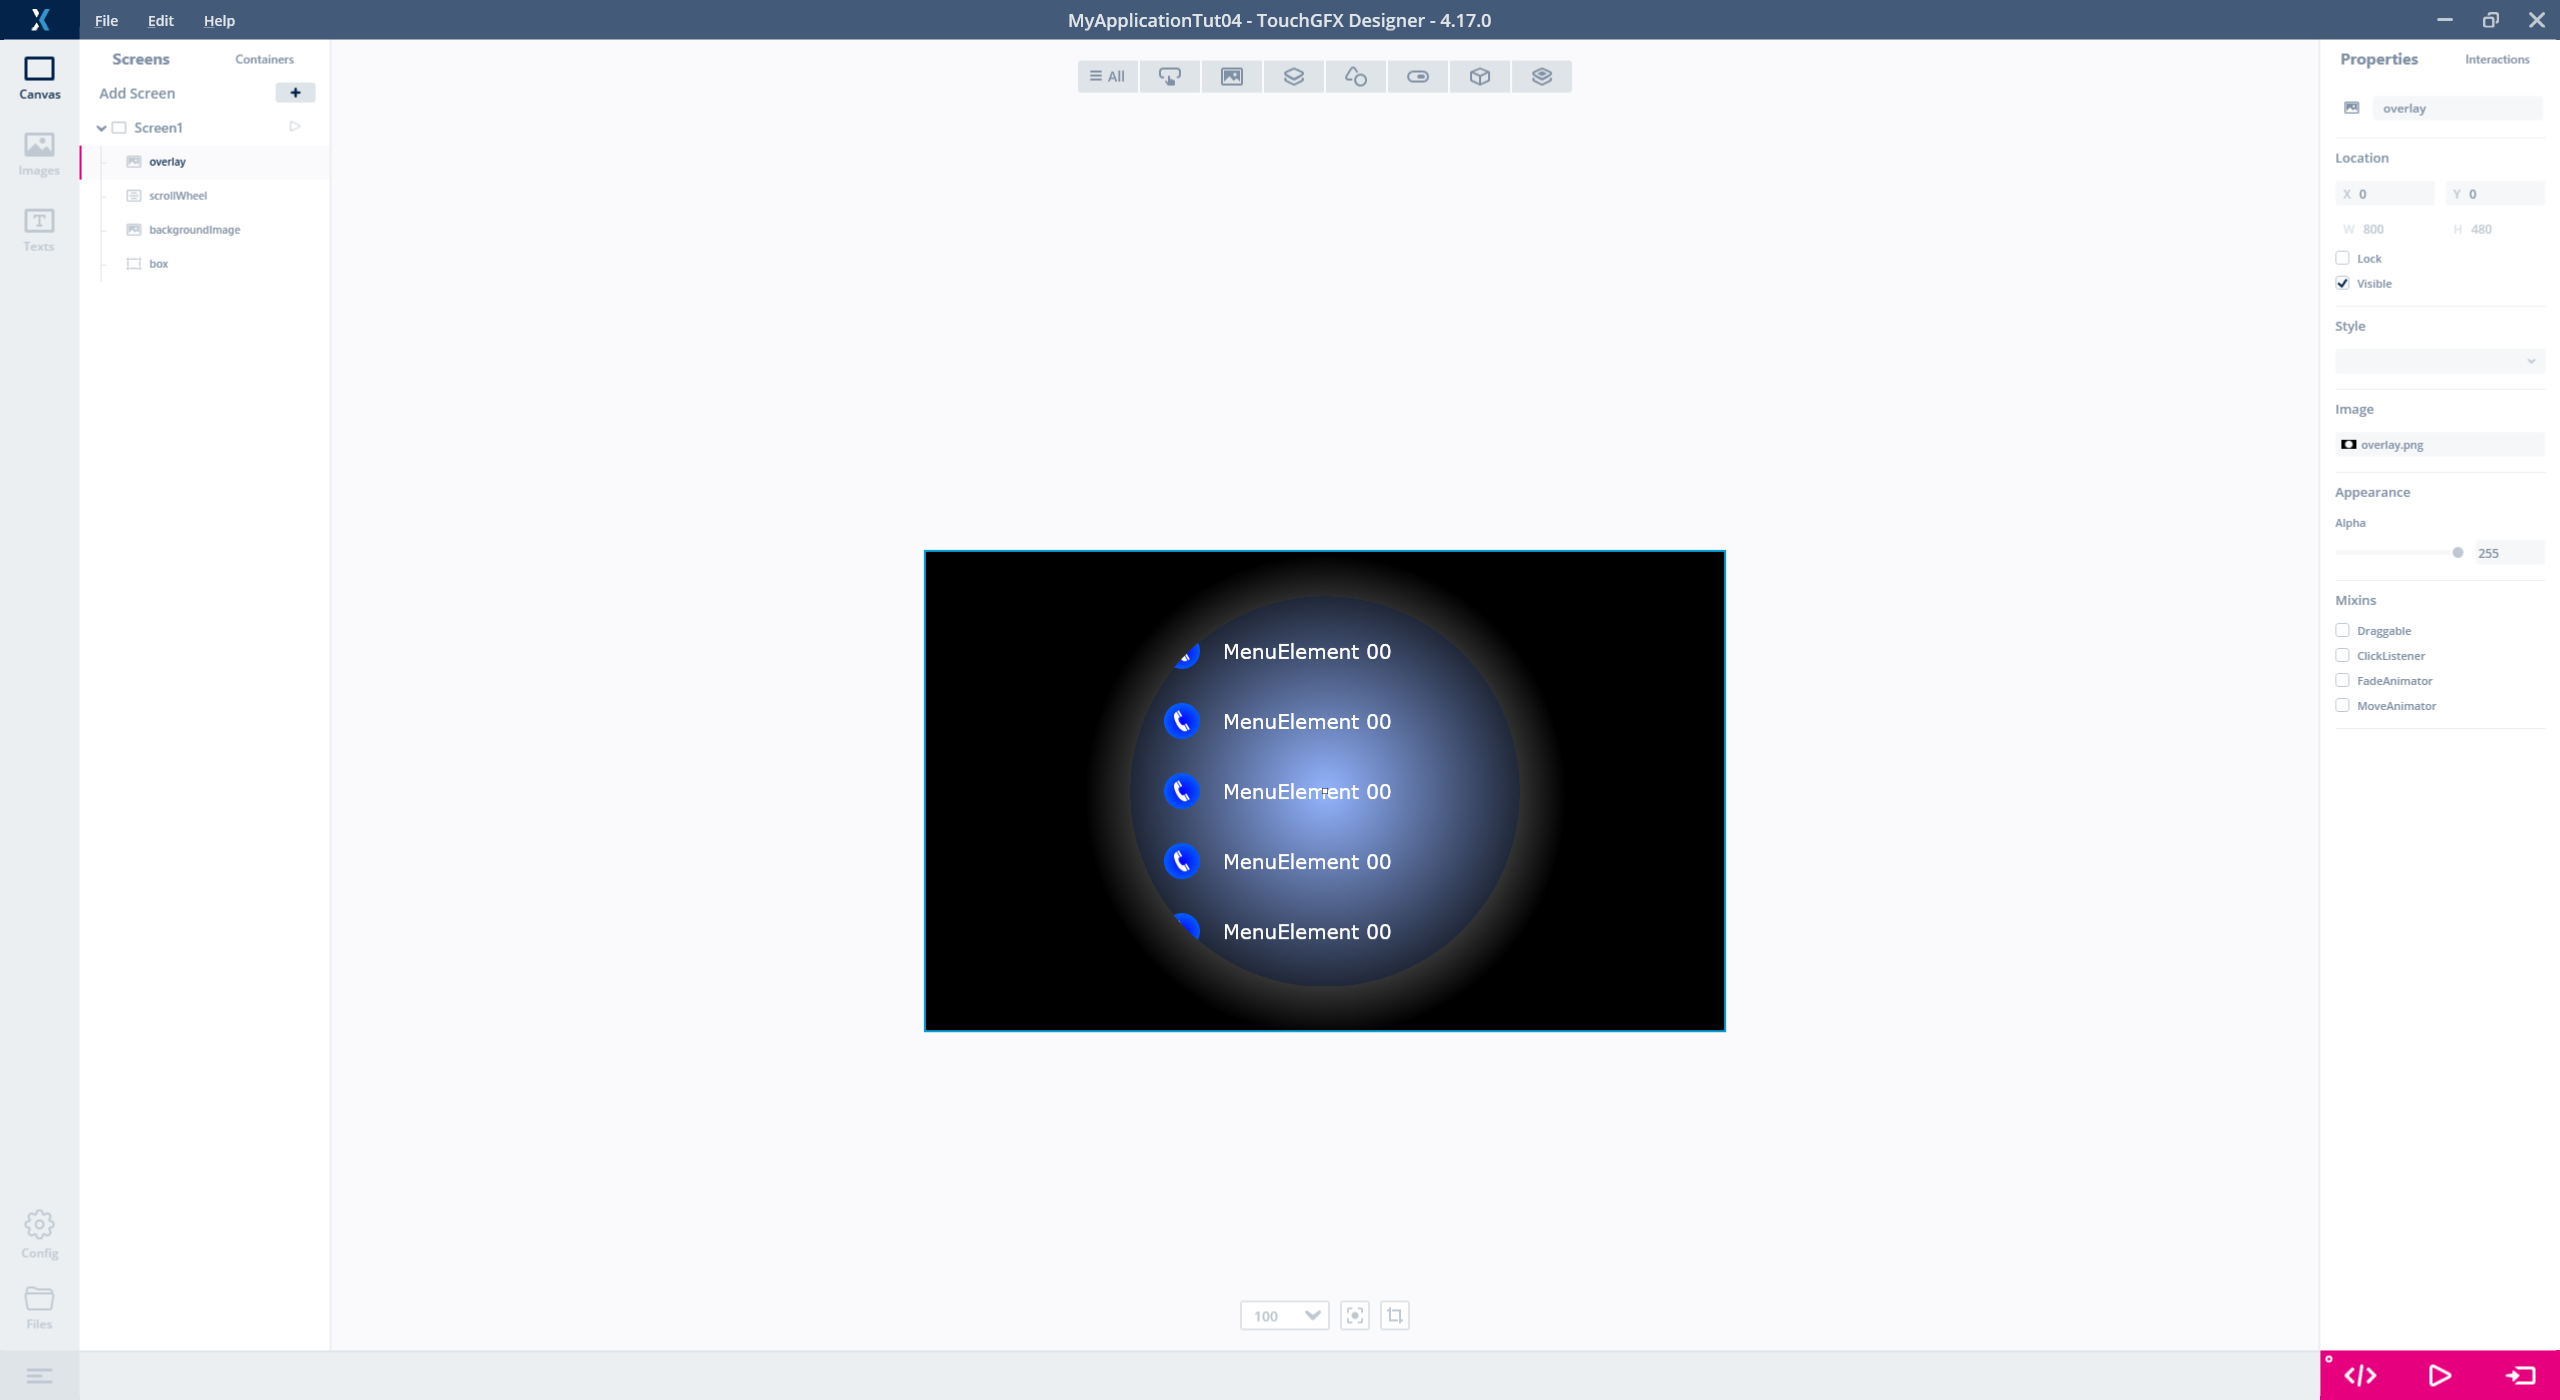 File Edit Help
MyApplicationTut04 - TouchGFX Designer - 4.17.0
Canvas
Images
Texts
Config
Files
Screens Containers
Add Screen +
Screen1
overlay
scrollWheel
backgroundImage
box
All
MenuElement 00
MenuElement 00
MenuElement 00
MenuElement 00
MenuElement 00
100
Properties Interactions
overlay
Location
X 0 Y 0
W 800 H 480
Lock
Visible
Style
Image
overlay.png
Appearance
Alpha
255
Mixins
Draggable
ClickListener
FadeAnimator
MoveAnimator